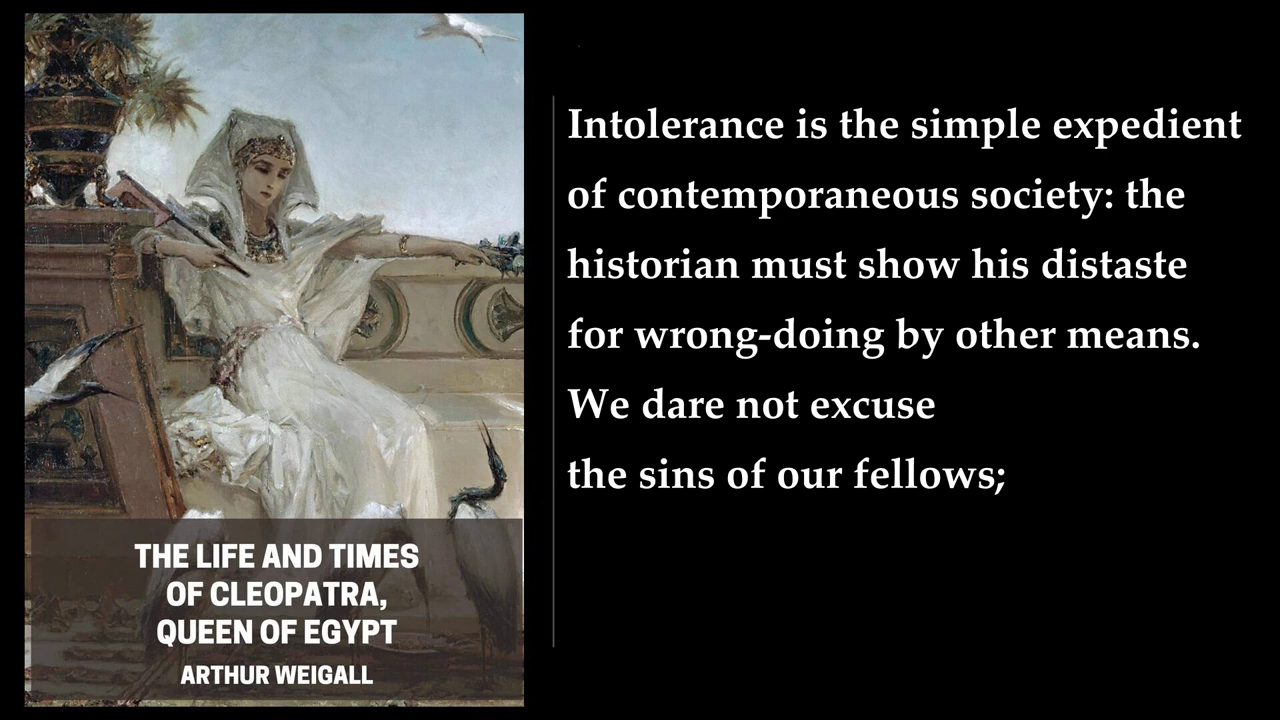 Intolerance is the simple expedient
of contemporaneous society: the
historian must show his distaste
for wrong-doing by other means.
We dare not excuse
the sins of our fellows;
THE LIFE AND TIMES
OF CLEOPATRA,
QUEEN OF EGYPT
ARTHUR WEIGALL